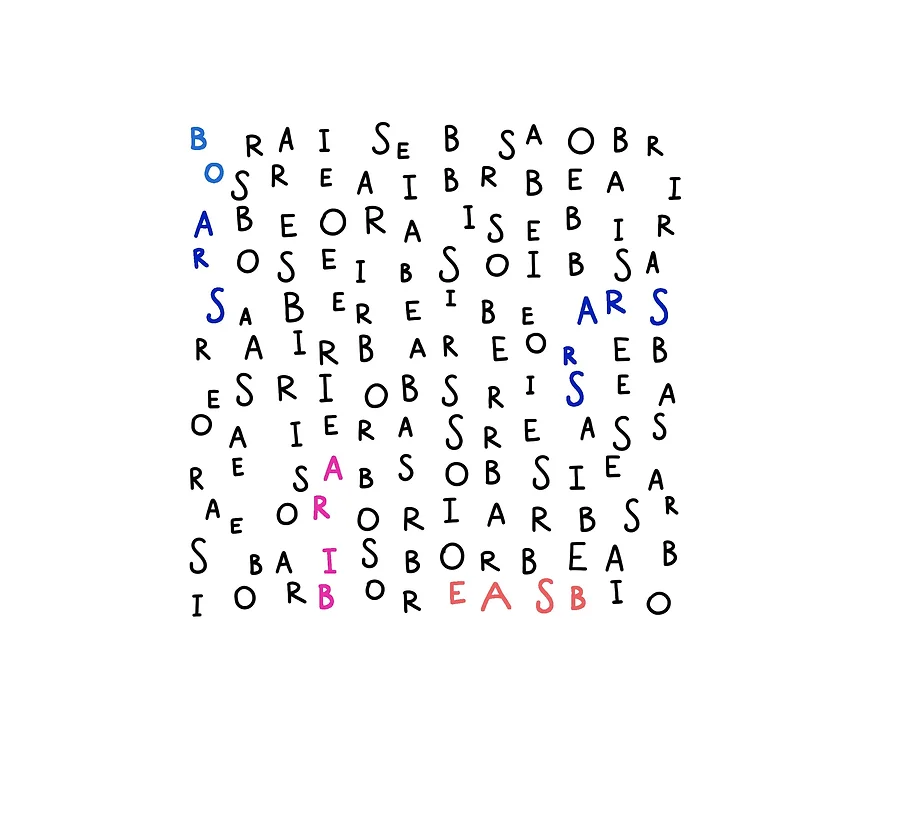 B R A I S E B S A O B R
O S R E A I B R B E A I
A B E O R A I S E B I R
R O S E I B S O I B S A
S A B E R E I B E A R S
R A I R B A R E O R E B
E S R I O B S R I S E A
O A I E R A S R E A S S
R E S A B S O B S I E A
A E O R O R I A R B S R
S B A I S B O R B E A B
I O R B O R E A S B I O